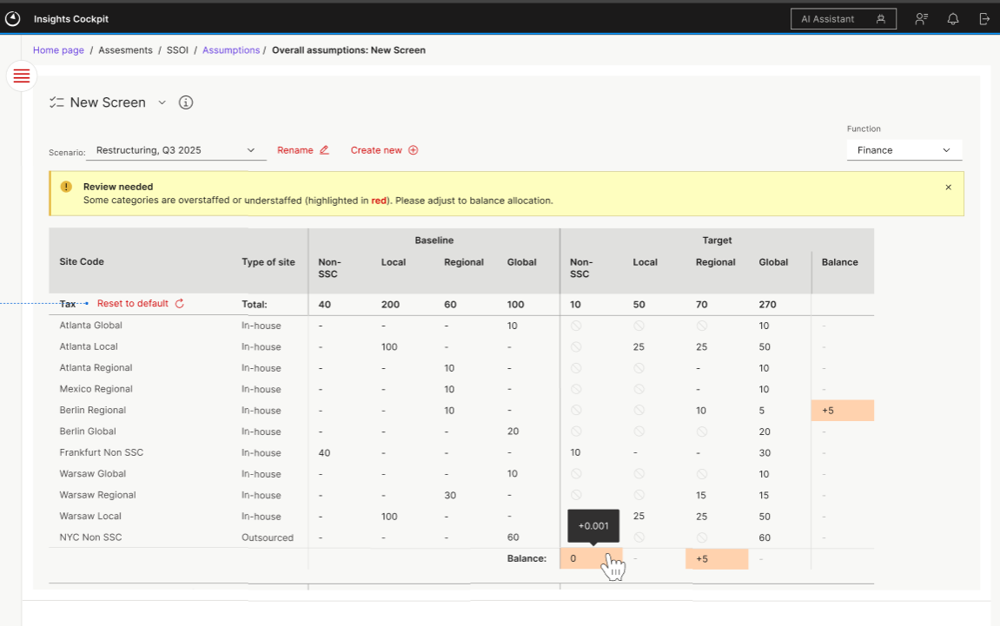 Insights Cockpit
AI Assistant
Home page / Assesments / SSOI / Assumptions / Overall assumptions: New Screen
New Screen
Function
Scenario: Restructuring, Q3 2025 Rename Create new Finance
Review needed
Some categories are overstaffed or understaffed (highlighted in red). Please adjust to balance allocation.
Baseline Target
Site Code Type of site Non-SSC Local Regional Global Non-SSC Local Regional Global Balance
Tax Reset to default Total: 40 200 60 100 10 50 70 270
Atlanta Global In-house - - - 10 10 -
Atlanta Local In-house - 100 - - 25 25 50 -
Atlanta Regional In-house - - 10 - - 10 -
Mexico Regional In-house - - 10 - - 10 -
Berlin Regional In-house - - 10 - 10 5 +5
Berlin Global In-house - - - 20 20 -
Frankfurt Non SSC In-house 40 - - - 10 - - 30 -
Warsaw Global In-house - - - 10 10 -
Warsaw Regional In-house - - 30 - 15 15 -
Warsaw Local In-house - 100 - - 25 25 50 -
NYC Non SSC Outsourced - - - 60 60 -
+0.001
Balance: 0 - +5 -